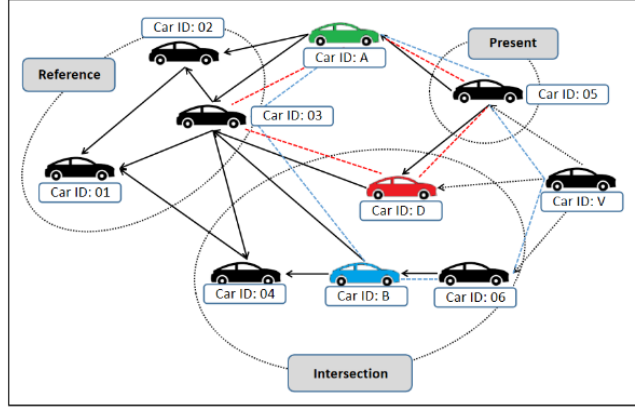 Car ID: 02
Car ID: A
Present
Reference
Car ID: 05
Car ID: 03
Car ID: 01
Car ID: D
Car ID: V
Car ID: 04
Car ID: B
Car ID: 06
Intersection